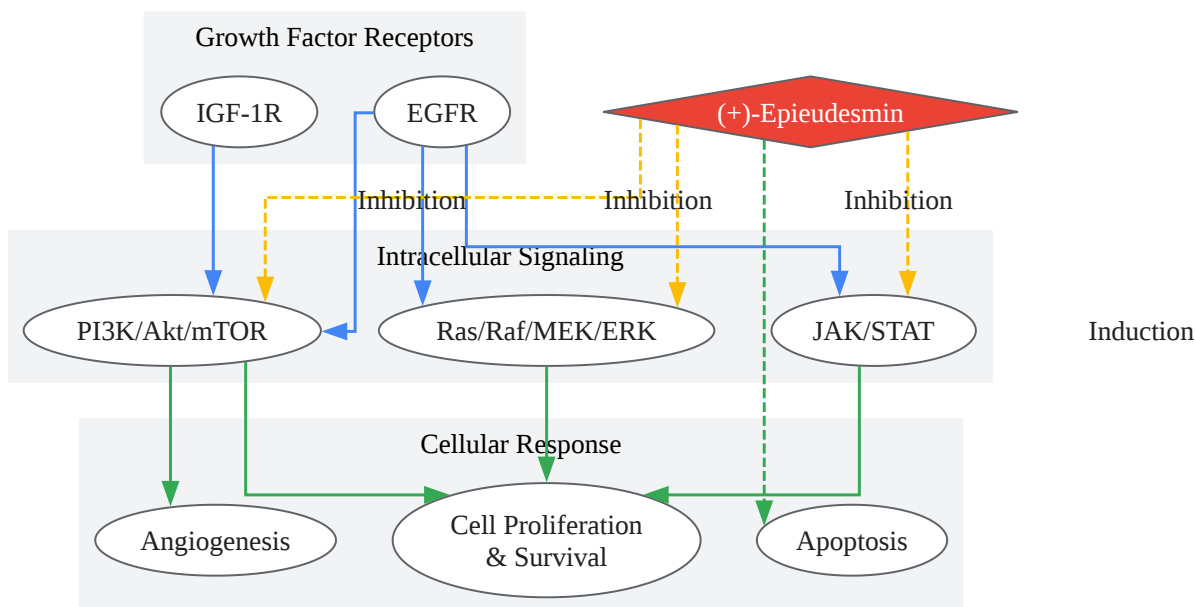 Growth Factor Receptors
IGF-1R
EGFR
(+)-Epieudesmin
Inhibition
Inhibition
Inhibition
Intracellular Signaling
PI3K/Akt/mTOR
Ras/Raf/MEK/ERK
JAK/STAT
Induction
Cellular Response
Angiogenesis
Cell Proliferation
& Survival
Apoptosis